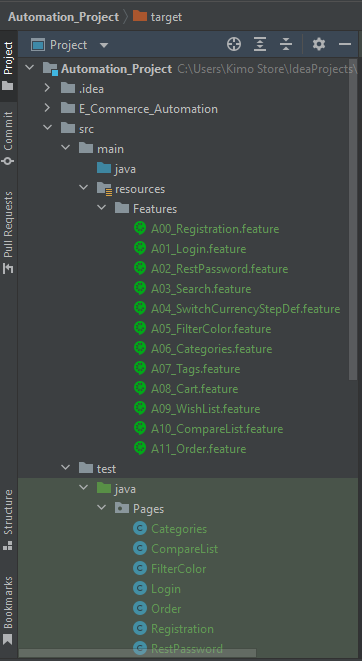 Automation_Project target
Project
Project
Automation_Project C:\Users\Kimo Store\IdeaProjects\
.idea
E_Commerce_Automation
src
main
java
resources
Features
A00_Registration.feature
A01_Login.feature
A02_RestPassword.feature
A03_Search.feature
A04_SwitchCurrencyStepDef.feature
A05_FilterColor.feature
A06_Categories.feature
A07_Tags.feature
A08_Cart.feature
A09_WishList.feature
A10_CompareList.feature
A11_Order.feature
test
java
Pages
Categories
CompareList
FilterColor
Login
Order
Registration
RestPassword
Commit
Pull Requests
Structure
Bookmarks